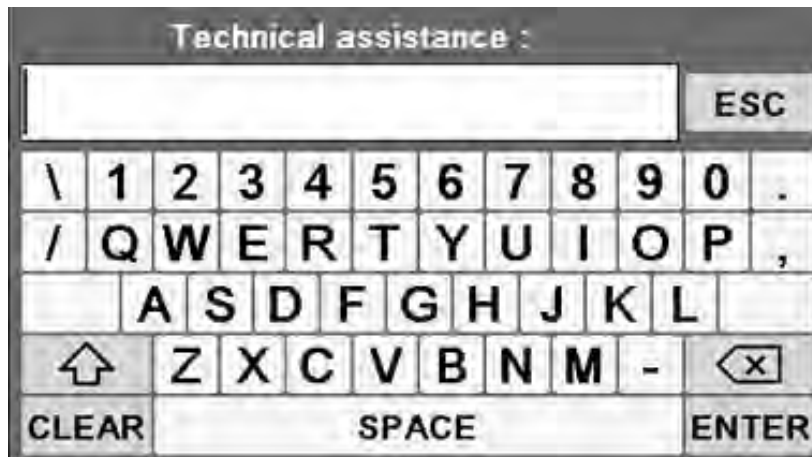 Technical assistance :
ESC
\ 1 2 3 4 5 6 7 8 9 0 .
/ Q W E R T Y U I O P ,
A S D F G H J K L
Z X C V B N M -
CLEAR SPACE ENTER